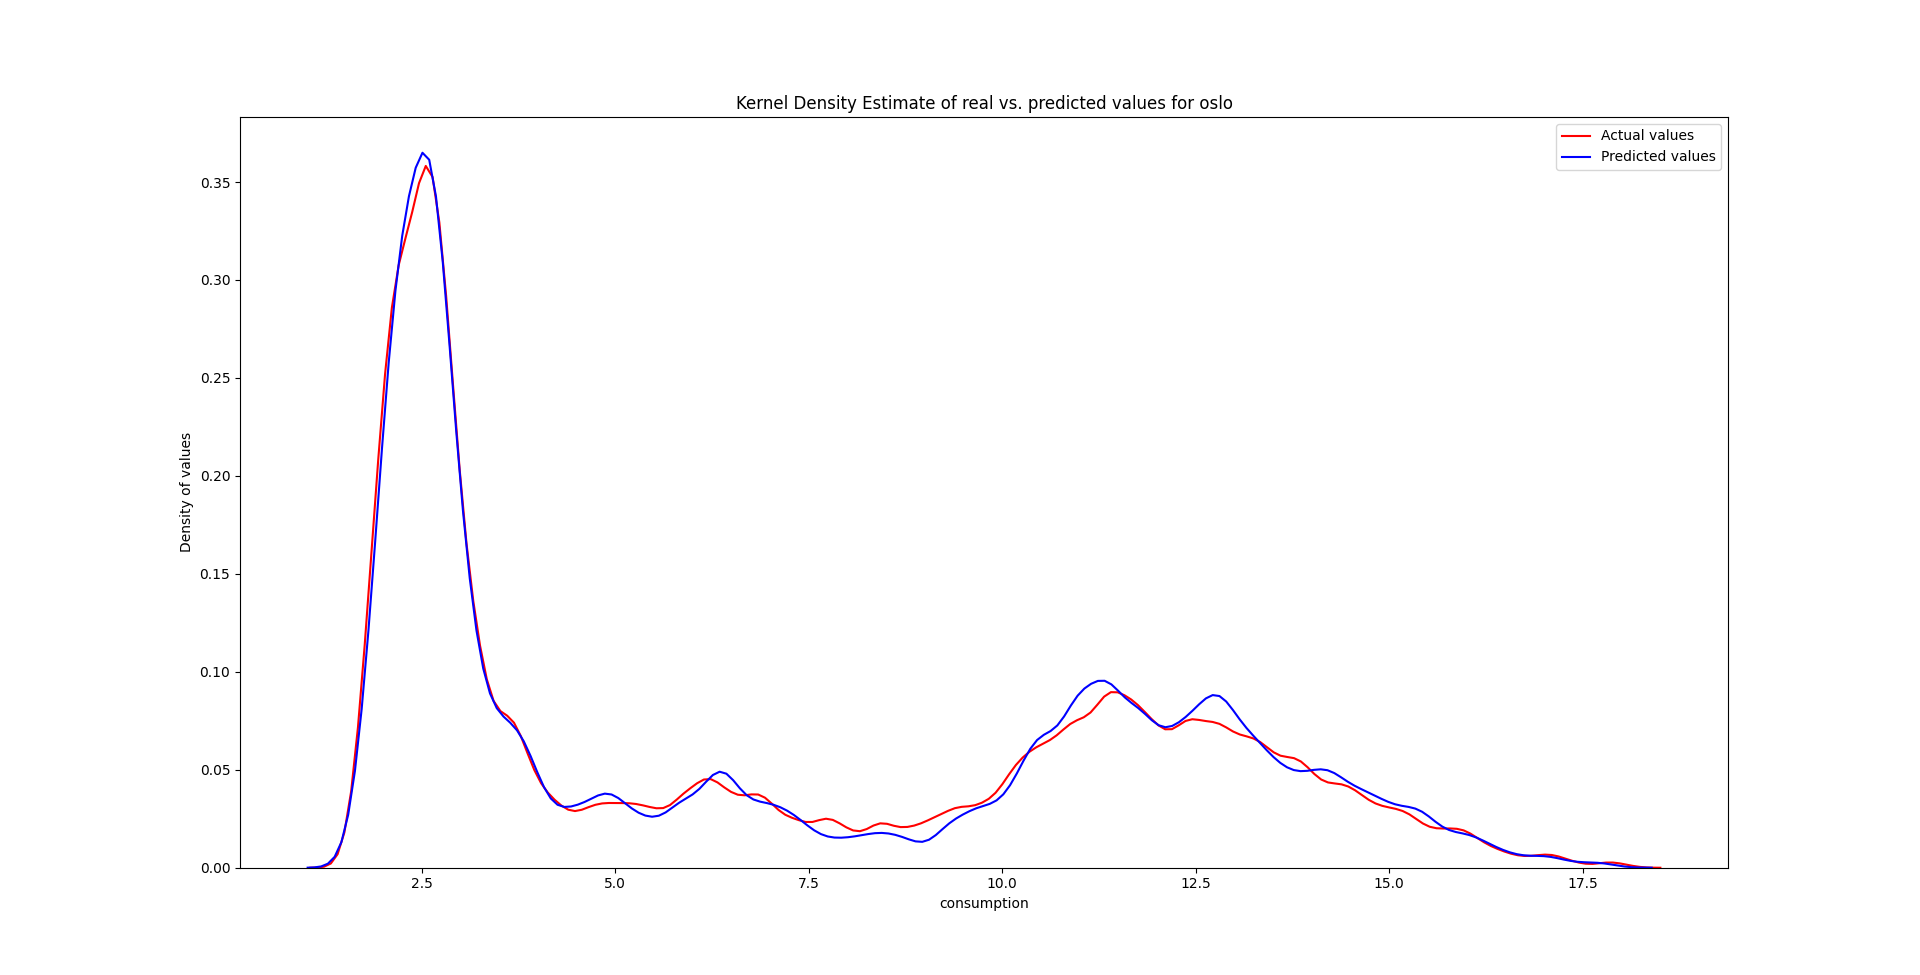 Kernel Density Estimate of real vs. predicted values for oslo
Actual values
Predicted values
Density of values
0.35
0.30
0.25
0.20
0.15
0.10
0.05
0.00
2.5 5.0 7.5 10.0 12.5 15.0 17.5
consumption